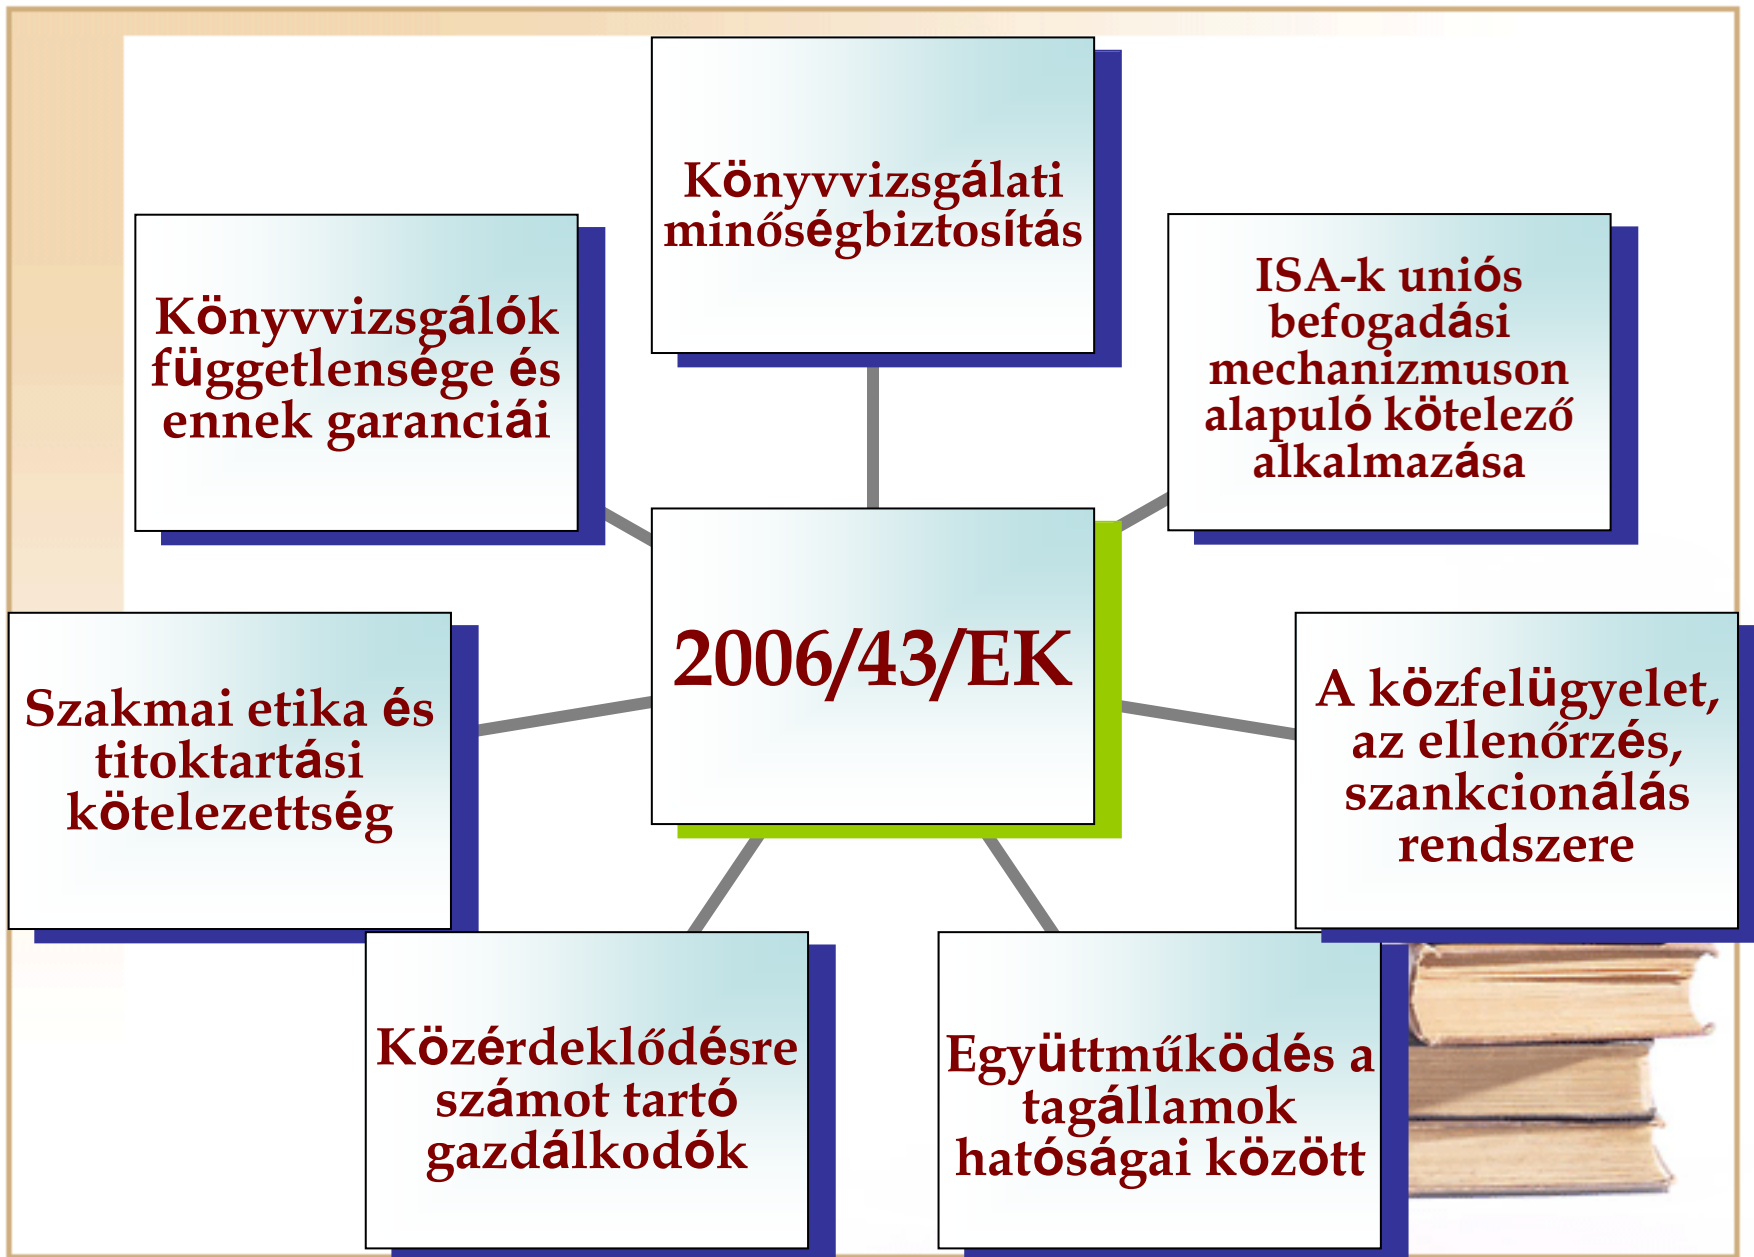 Könyvvizsgálati
minőségbiztosítás
ISA-k uniós
befogadási
mechanizmuson
alapuló kötelező
alkalmazása
Könyvvizsgálók
függetlensége és
ennek garanciái
2006/43/EK
A közfelügyelet,
az ellenőrzés,
szankcionálás
rendszere
Szakmai etika és
titoktartási
kötelezettség
Közérdeklődésre
számot tartó
gazdálkodók
Együttműködés a
tagállamok
hatóságai között